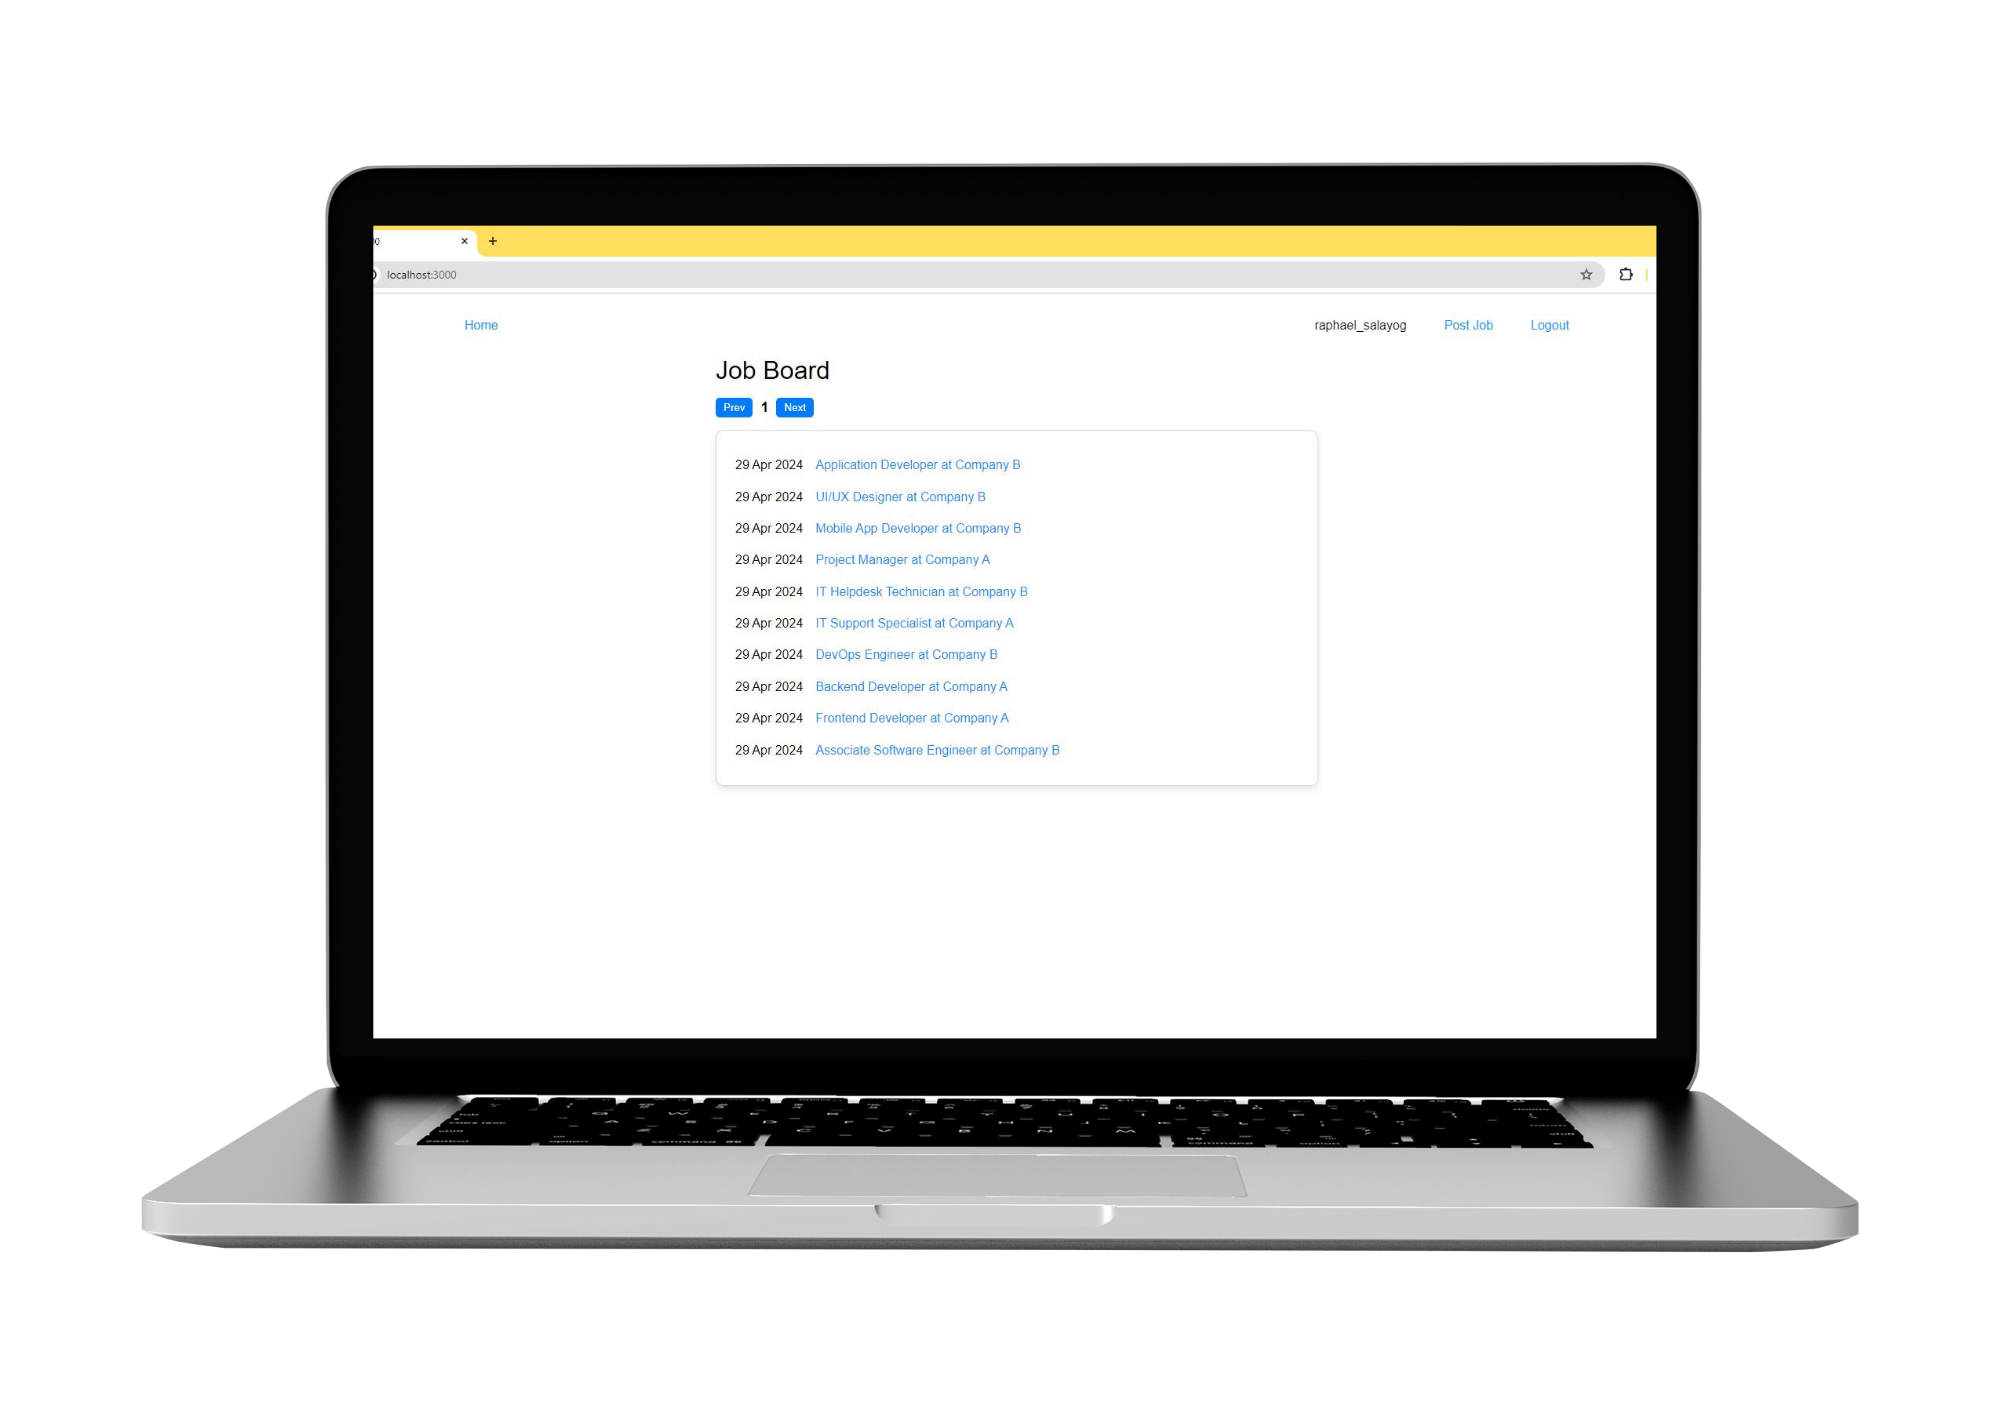 localhost:3000
Home raphael_salayog Post Job Logout
Job Board
Prev 1 Next
29 Apr 2024 Application Developer at Company B
29 Apr 2024 UI/UX Designer at Company B
29 Apr 2024 Mobile App Developer at Company B
29 Apr 2024 Project Manager at Company A
29 Apr 2024 IT Helpdesk Technician at Company B
29 Apr 2024 IT Support Specialist at Company A
29 Apr 2024 DevOps Engineer at Company B
29 Apr 2024 Backend Developer at Company A
29 Apr 2024 Frontend Developer at Company A
29 Apr 2024 Associate Software Engineer at Company B